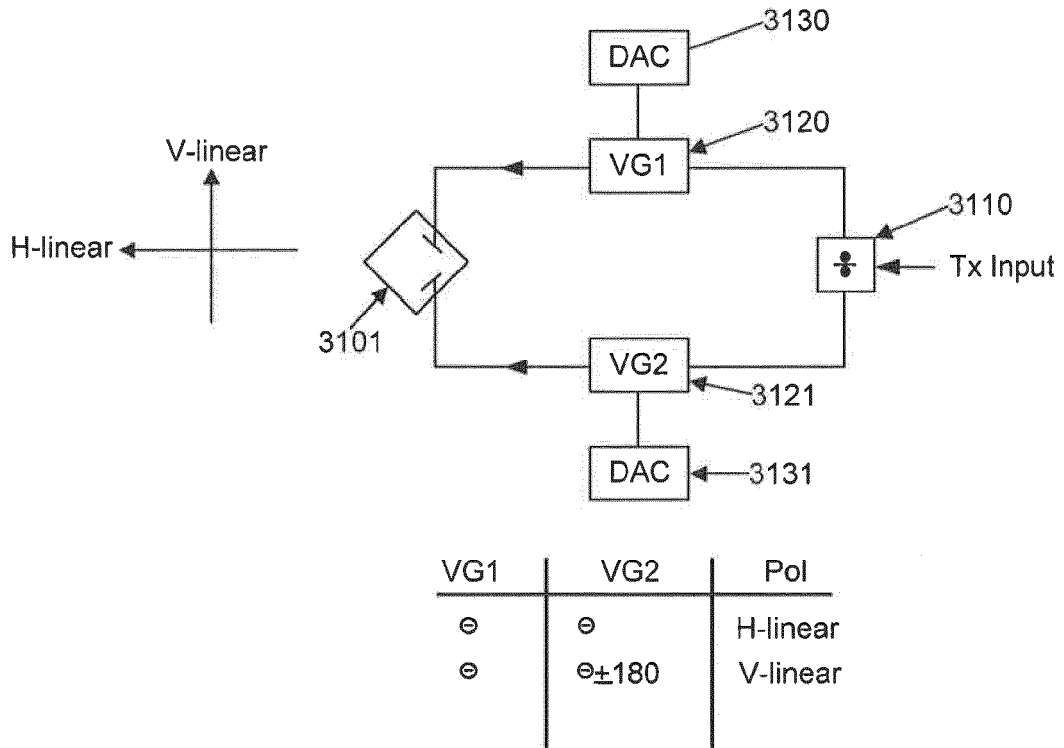 3130
DAC
3120
V-linear
VG1
3110
H-linear
÷
Tx Input
3101
VG2
3121
DAC
3131
VG1 VG2 Pol
⊖ ⊖ H-linear
⊖ ⊖±180 V-linear